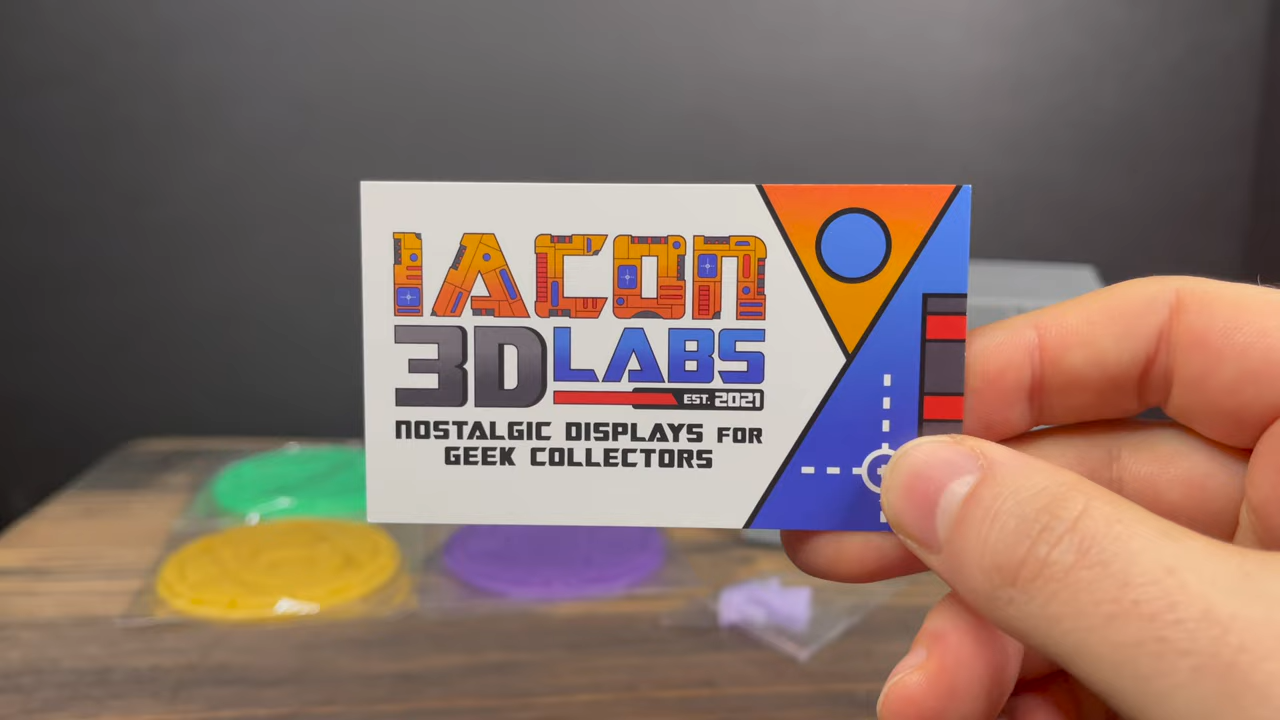 IACON
3D LABS
EST. 2021
NOSTALGIC DISPLAYS FOR
GEEK COLLECTORS